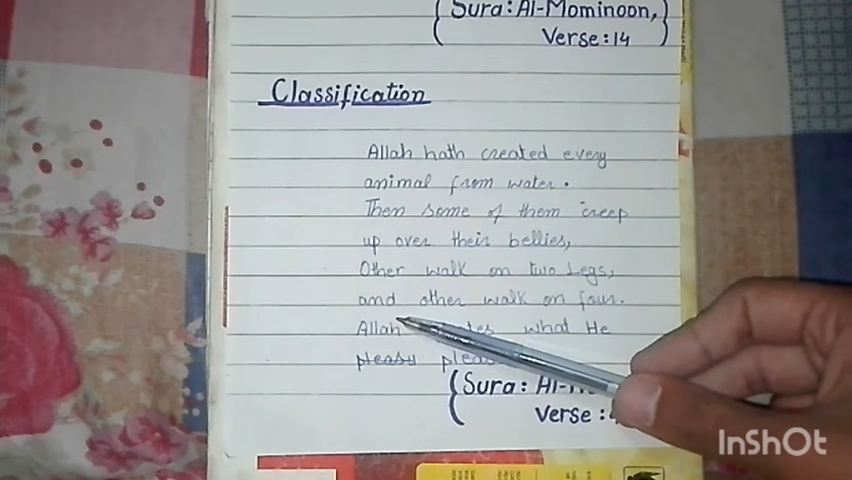 Sura: Al-Mominoon,
Verse: 14
Classification
Allah hath created every
animal from water.
Then some of them creep
up over their bellies,
Other walk on two Legs,
and other walk on four.
Allah what He
pleasu
Sura:
Verse:
InShOt